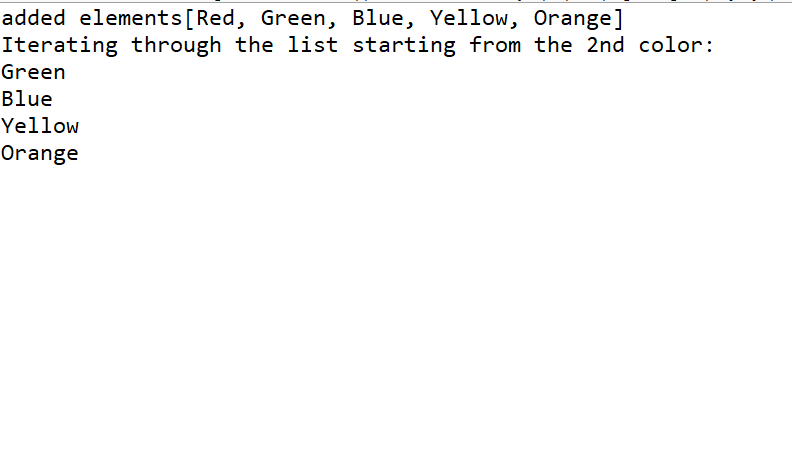 added elements[Red, Green, Blue, Yellow, Orange]
Iterating through the list starting from the 2nd color:
Green
Blue
Yellow
Orange